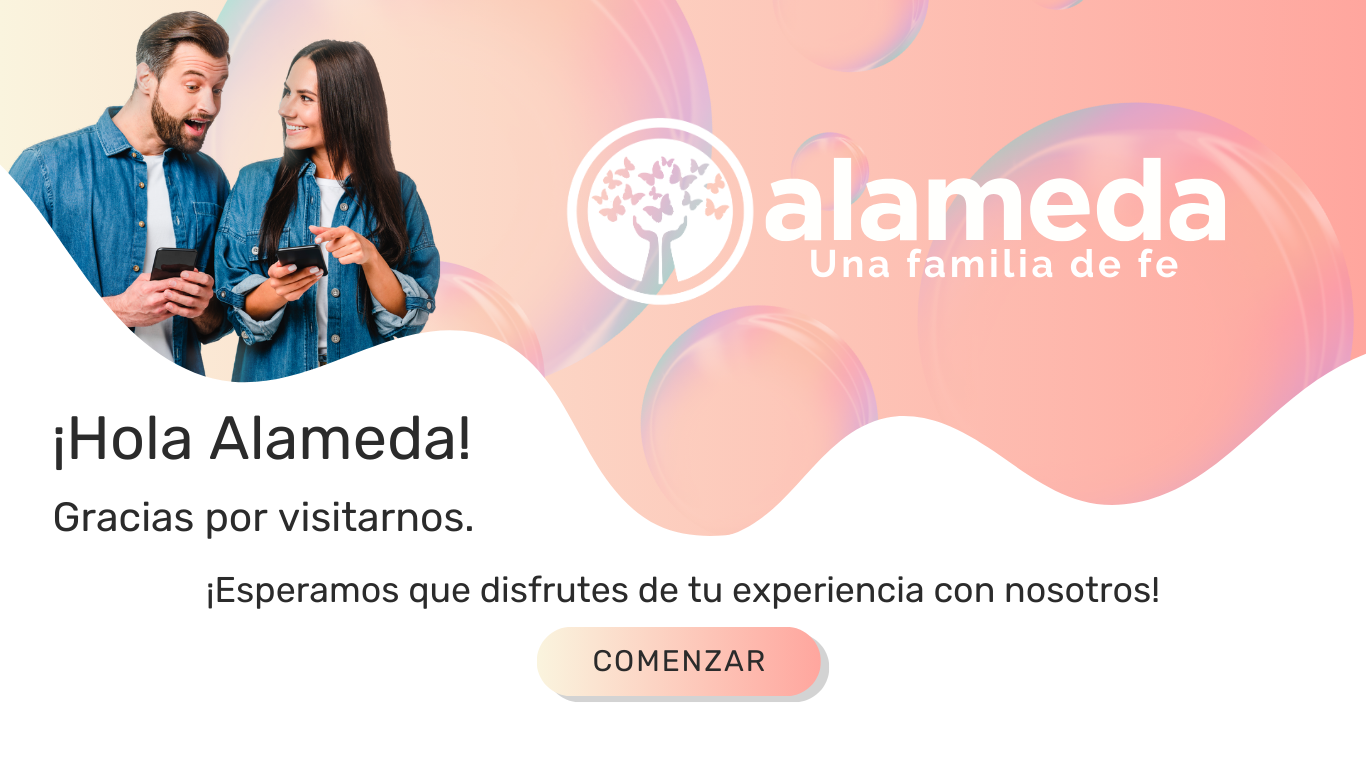 alameda
Una familia de fe
¡Hola Alameda!
Gracias por visitarnos.
¡Esperamos que disfrutes de tu experiencia con nosotros!
COMENZAR